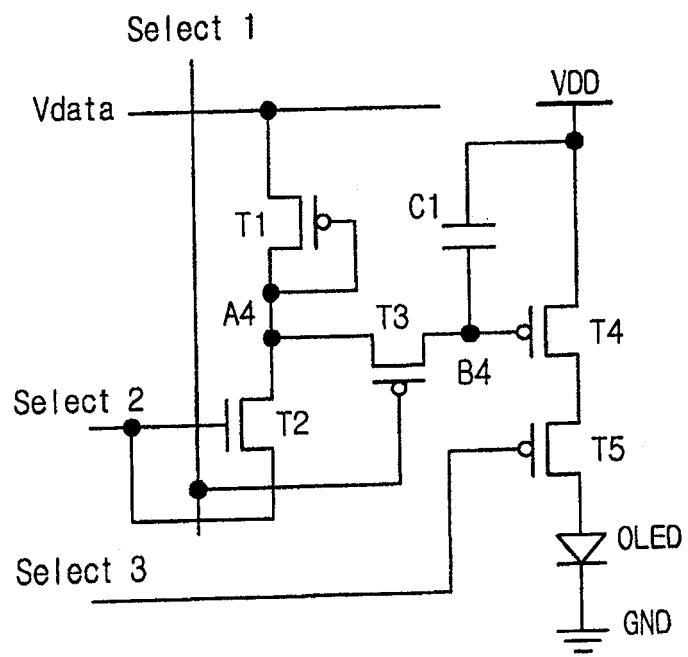 Select 1
VDD
Vdata
C1
T1
A4
T3
T4
B4
Select 2
T2
T5
OLED
Select 3
GND